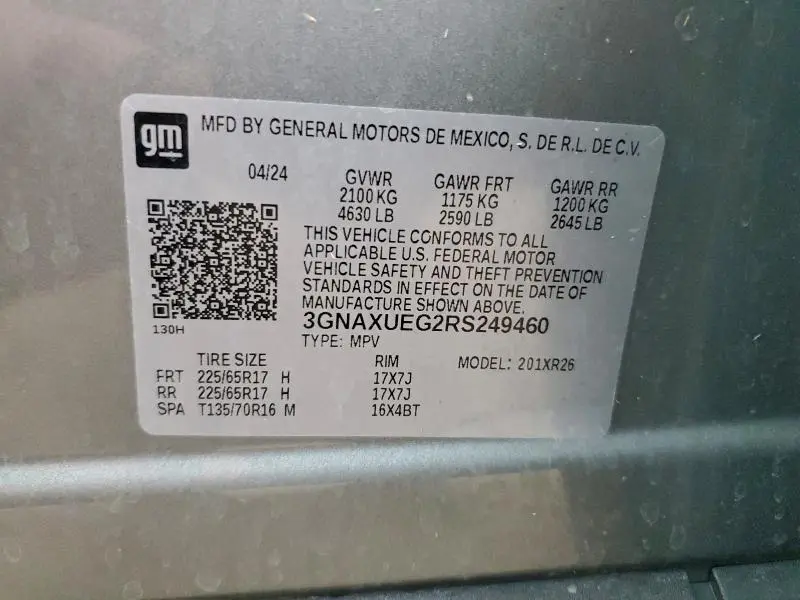 gm
MFD BY GENERAL MOTORS DE MEXICO, S. DE R.L. DE C.V.
04/24 GVWR GAWR FRT GAWR RR
2100 KG 1175 KG 1200 KG
4630 LB 2590 LB 2645 LB
THIS VEHICLE CONFORMS TO ALL
APPLICABLE U.S. FEDERAL MOTOR
VEHICLE SAFETY AND THEFT PREVENTION
STANDARDS IN EFFECT ON THE DATE OF
MANUFACTURE SHOWN ABOVE.
130H
3GNAXUEG2RS249460
TYPE: MPV
TIRE SIZE RIM MODEL: 201XR26
FRT 225/65R17 H 17X7J
RR 225/65R17 H 17X7J
SPA T135/70R16 M 16X4BT